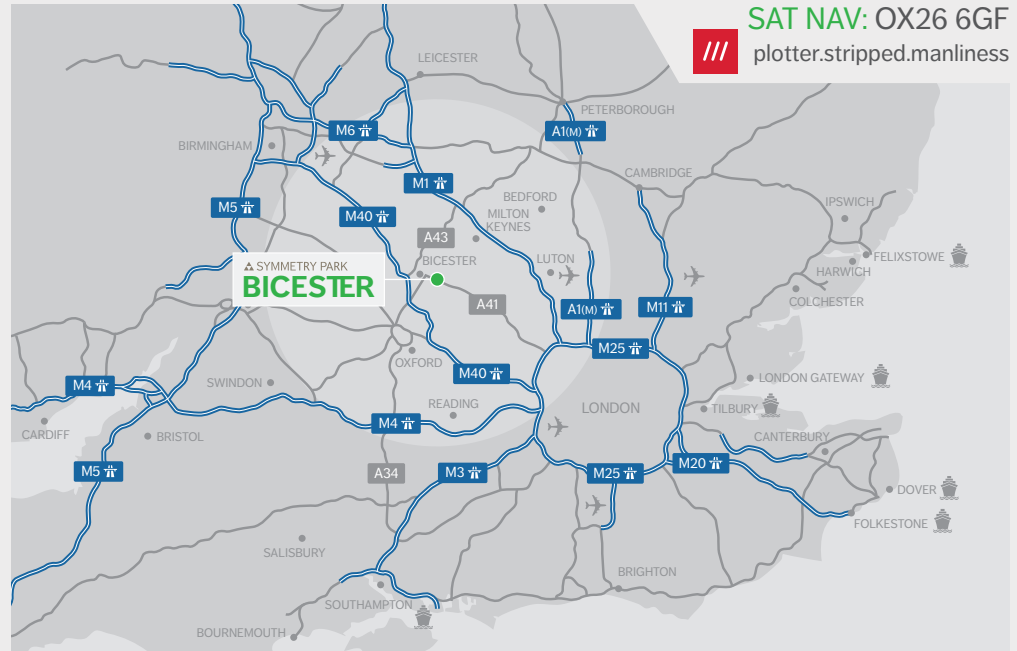 SAT NAV: OX26 6GF
plotter.stripped.manliness
LEICESTER
PETERBOROUGH
M6
A1(M)
BIRMINGHAM
CAMBRIDGE
M1
BEDFORD
IPSWICH
M5
M40
MILTON
KEYNES
A43
FELIXSTOWE
SYMMETRY PARK
BICESTER
BICESTER
LUTON
HARWICH
COLCHESTER
A41
A1(M)
M11
M25
OXFORD
M40
LONDON GATEWAY
SWINDON
M4
READING
LONDON
TILBURY
M4
CARDIFF
BRISTOL
CANTERBURY
M5
A34
M3
M25
M20
DOVER
FOLKESTONE
SALISBURY
BRIGHTON
SOUTHAMPTON
BOURNEMOUTH